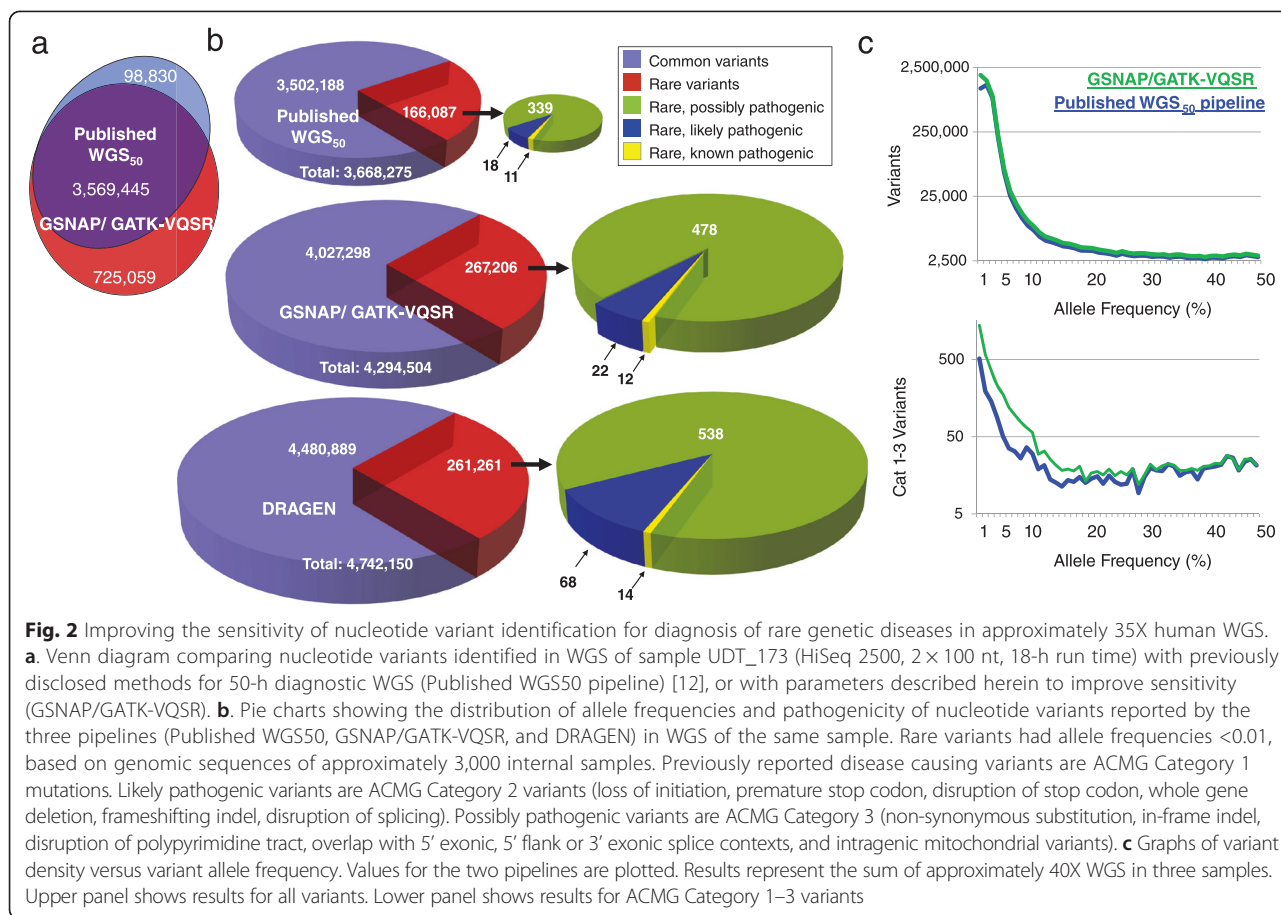 a
98,830
Published
WGS50
3,569,445
GSNAP/ GATK-VQSR
725,059
b
3,502,188
166,087
Published
WGS50
Total: 3,668,275
339
18
11
Common variants
Rare variants
Rare, possibly pathogenic
Rare, likely pathogenic
Rare, known pathogenic
4,027,298
267,206
GSNAP/ GATK-VQSR
Total: 4,294,504
478
22
12
4,480,889
261,261
DRAGEN
Total: 4,742,150
538
68
14
c
2,500,000
250,000
25,000
2,500
Variants
GSNAP/GATK-VQSR
Published WGS50 pipeline
1 5 10 20 30 40 50
Allele Frequency (%)
500
50
5
Cat 1-3 Variants
1 5 10 20 30 40 50
Allele Frequency (%)
Fig. 2 Improving the sensitivity of nucleotide variant identification for diagnosis of rare genetic diseases in approximately 35X human WGS.
a. Venn diagram comparing nucleotide variants identified in WGS of sample UDT_173 (HiSeq 2500, 2 × 100 nt, 18-h run time) with previously
disclosed methods for 50-h diagnostic WGS (Published WGS50 pipeline) [12], or with parameters described herein to improve sensitivity
(GSNAP/GATK-VQSR). b. Pie charts showing the distribution of allele frequencies and pathogenicity of nucleotide variants reported by the
three pipelines (Published WGS50, GSNAP/GATK-VQSR, and DRAGEN) in WGS of the same sample. Rare variants had allele frequencies <0.01,
based on genomic sequences of approximately 3,000 internal samples. Previously reported disease causing variants are ACMG Category 1
mutations. Likely pathogenic variants are ACMG Category 2 variants (loss of initiation, premature stop codon, disruption of stop codon, whole gene
deletion, frameshifting indel, disruption of splicing). Possibly pathogenic variants are ACMG Category 3 (non-synonymous substitution, in-frame indel,
disruption of polypyrimidine tract, overlap with 5′ exonic, 5′ flank or 3′ exonic splice contexts, and intragenic mitochondrial variants). c Graphs of variant
density versus variant allele frequency. Values for the two pipelines are plotted. Results represent the sum of approximately 40X WGS in three samples.
Upper panel shows results for all variants. Lower panel shows results for ACMG Category 1–3 variants